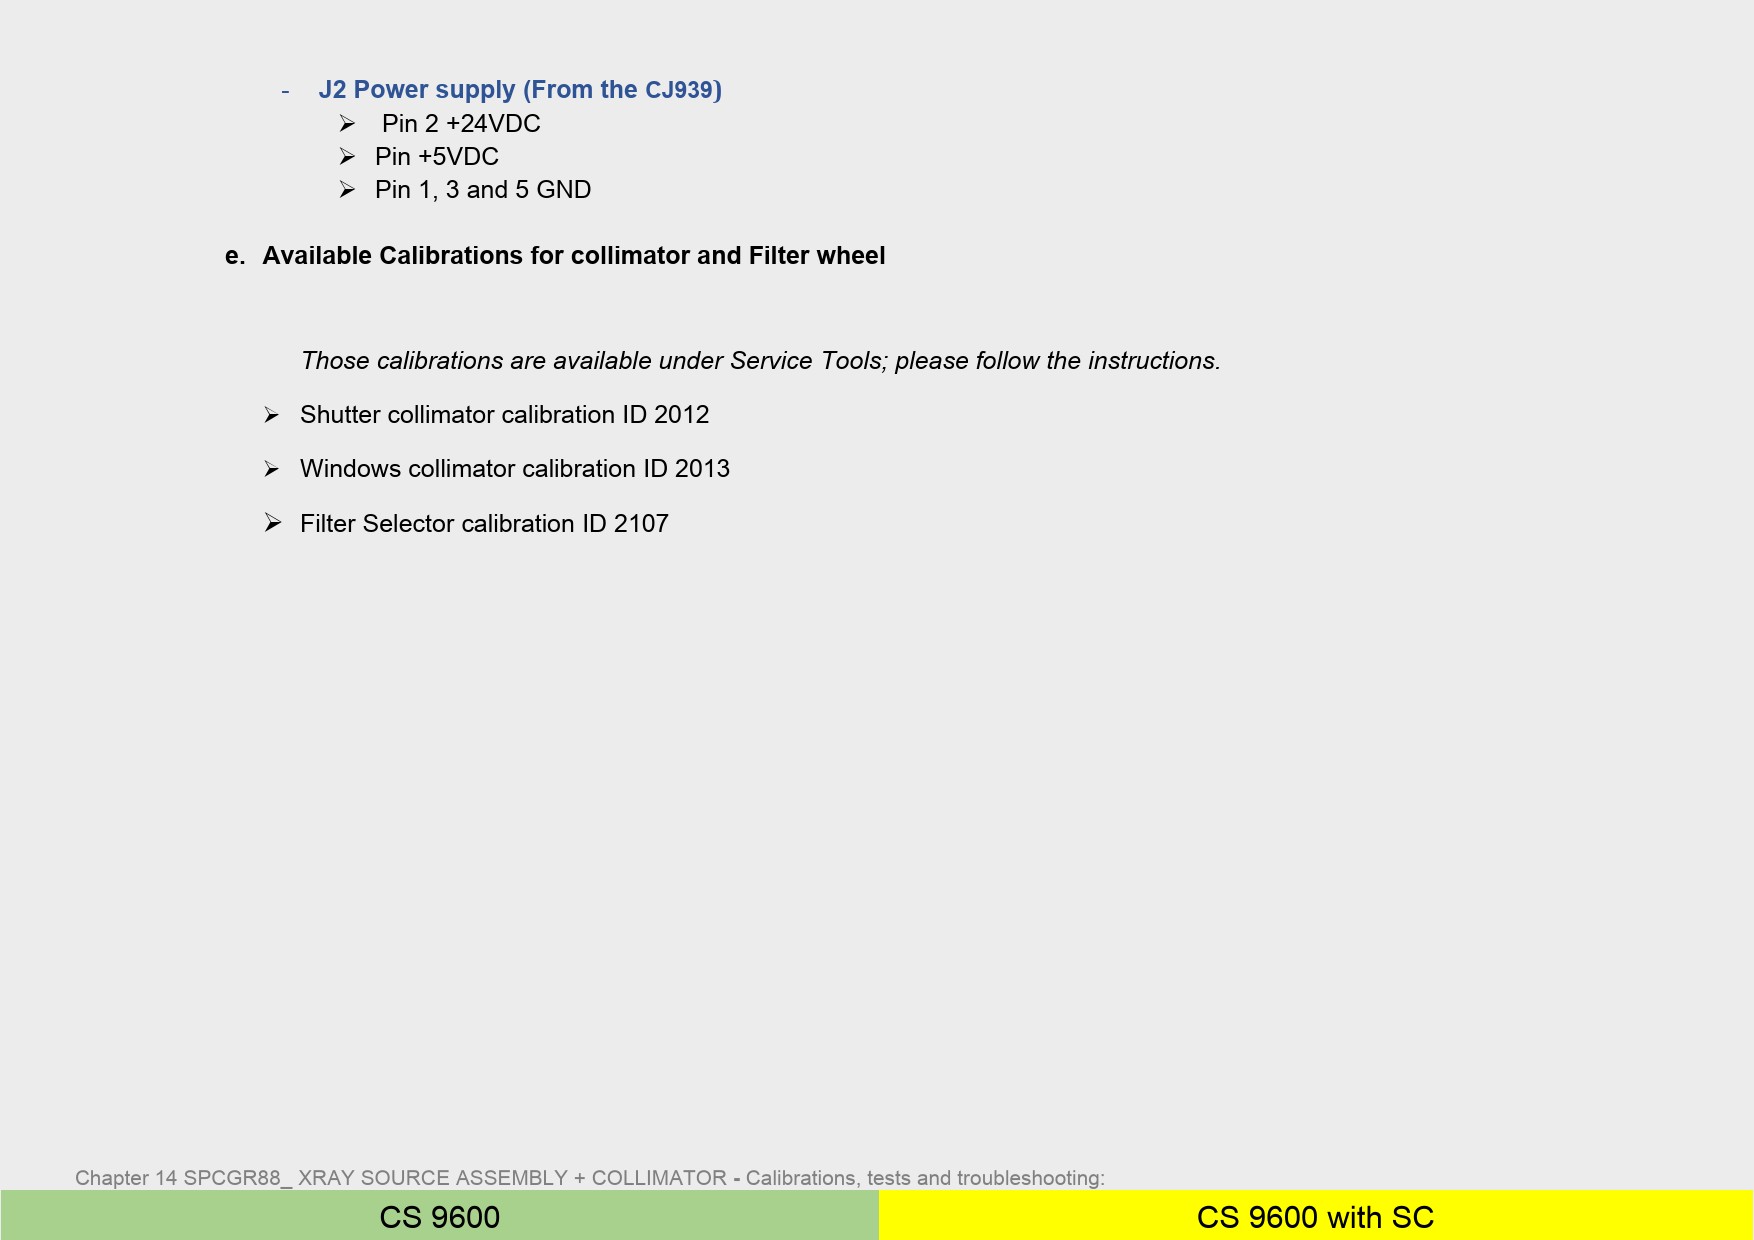 - J2 Power supply (From the CJ939)
➢ Pin 2 +24VDC
➢ Pin +5VDC
➢ Pin 1, 3 and 5 GND
e. Available Calibrations for collimator and Filter wheel
Those calibrations are available under Service Tools; please follow the instructions.
➢ Shutter collimator calibration ID 2012
➢ Windows collimator calibration ID 2013
➢ Filter Selector calibration ID 2107
Chapter 14 SPCGR88_ XRAY SOURCE ASSEMBLY + COLLIMATOR - Calibrations, tests and troubleshooting:
CS 9600
CS 9600 with SC